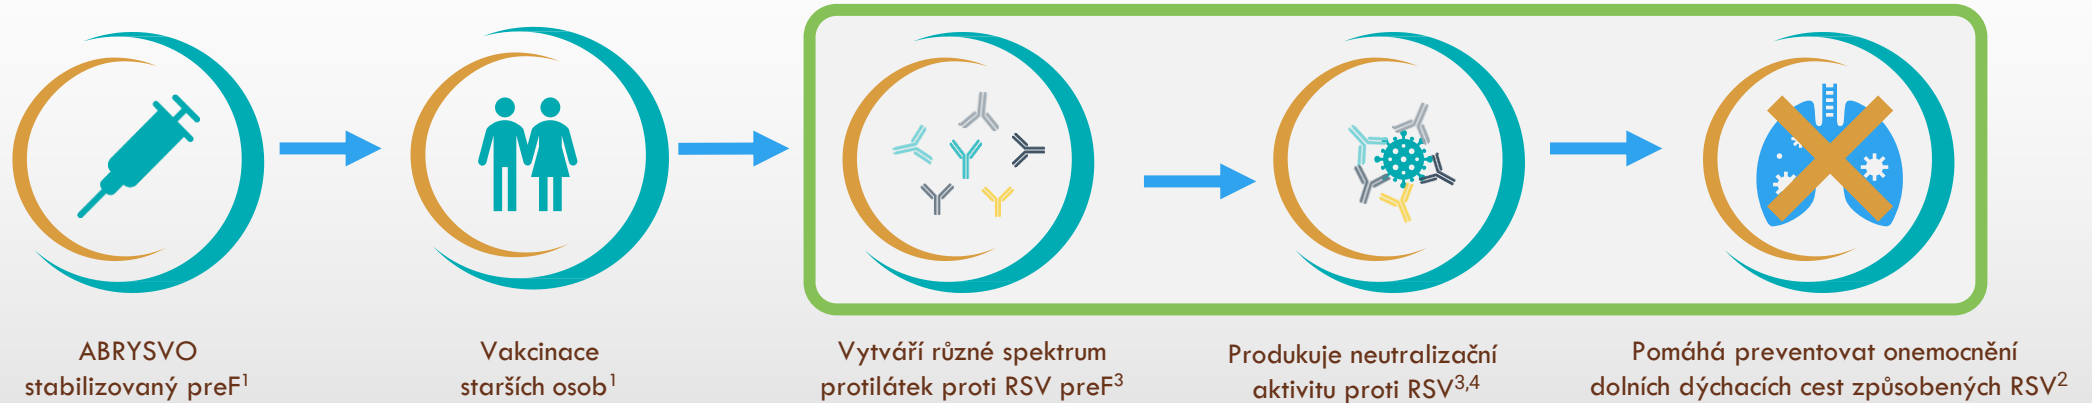 ABRYSVO
stabilizovaný preF¹
Vakcinace
starších osob¹
Vytváří různé spektrum
protilátek proti RSV preF³
Produkuje neutralizační
aktivitu proti RSV³,⁴
Pomáhá preventovat onemocnění
dolních dýchacích cest způsobených RSV²